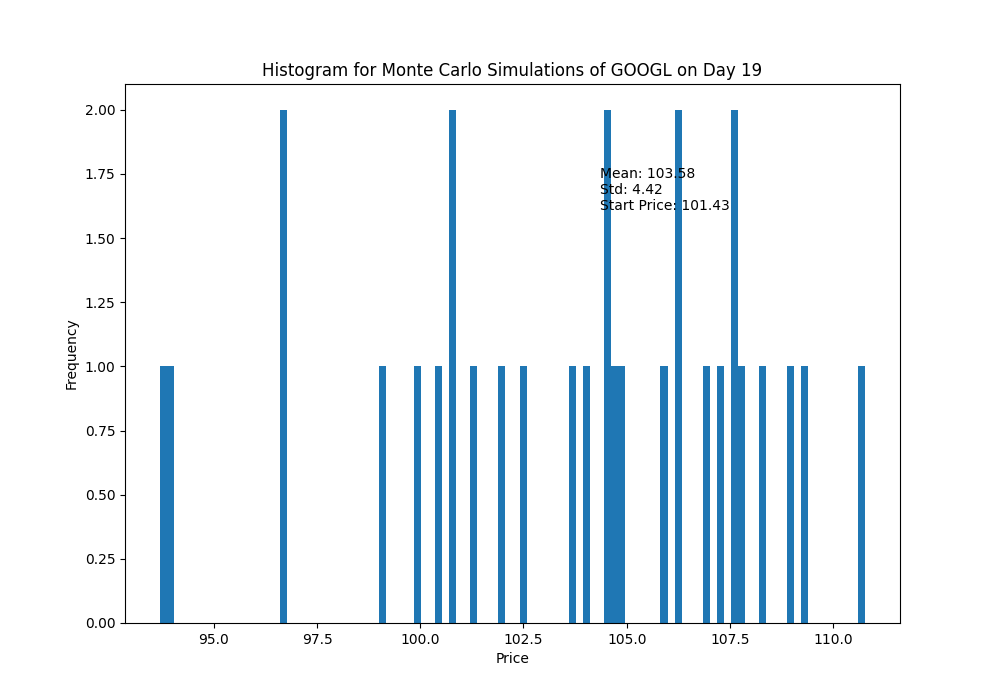 Histogram for Monte Carlo Simulations of GOOGL on Day 19
2.00
1.75
1.50
1.25
1.00
0.75
0.50
0.25
0.00
Frequency
Mean: 103.58
Std: 4.42
Start Price: 101.43
95.0 97.5 100.0 102.5 105.0 107.5 110.0
Price